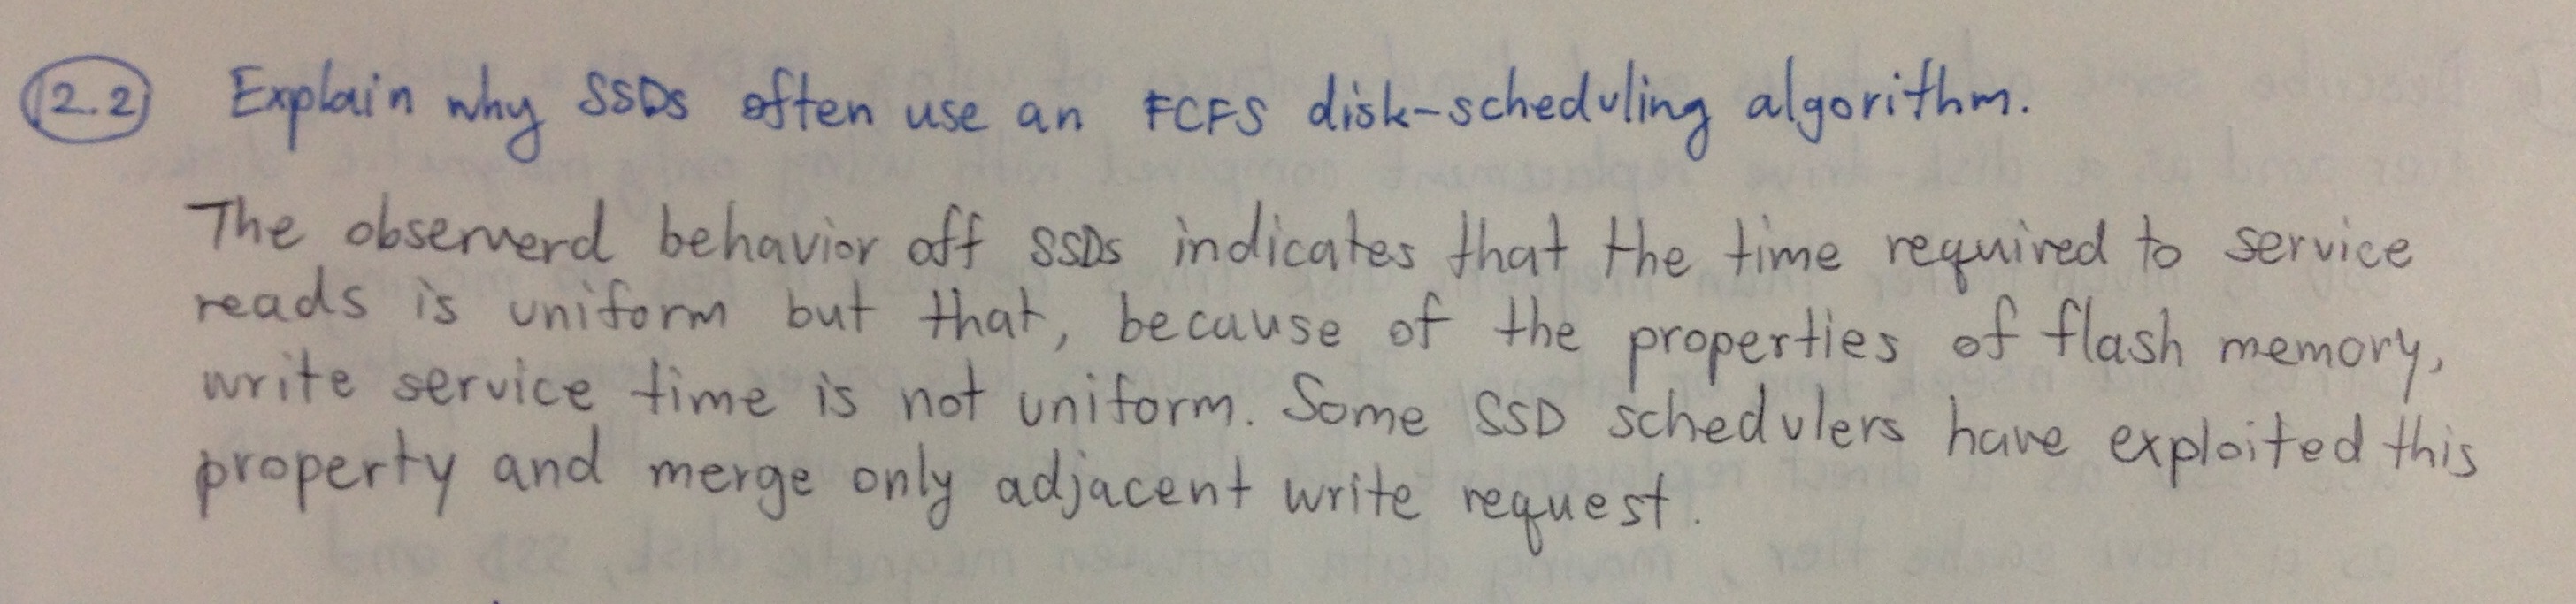 12.2 Explain why SSDs often use an FCFS disk-scheduling algorithm.
The observerd behavior off SSDs indicates that the time required to service
reads is uniform but that, because of the properties of flash memory,
write service time is not uniform. Some SSD schedulers have exploited this
property and merge only adjacent write request.